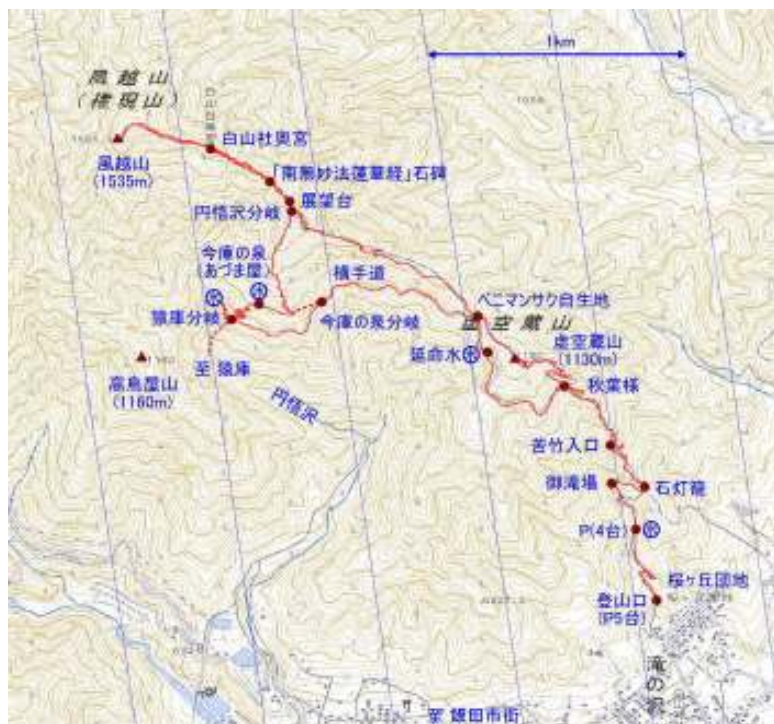 1km
風越山
(権現山)
白山社奥宮
風越山
(1535m)
「南無妙法蓮華経」石碑
展望台
円悟沢分岐
今庫の泉
(あづま屋)
横手道
猿庫分岐
今庫の泉分岐
ベニマンサク自生地
虚空蔵山
延命水
虚空蔵山
(1130m)
至 猿庫
高鳥屋山
(1160m)
秋葉様
円悟沢
苦竹入口
御滝場
石灯籠
P(4台)
桜ヶ丘団地
登山口
(P5台)
滝の沢
至 飯田市街